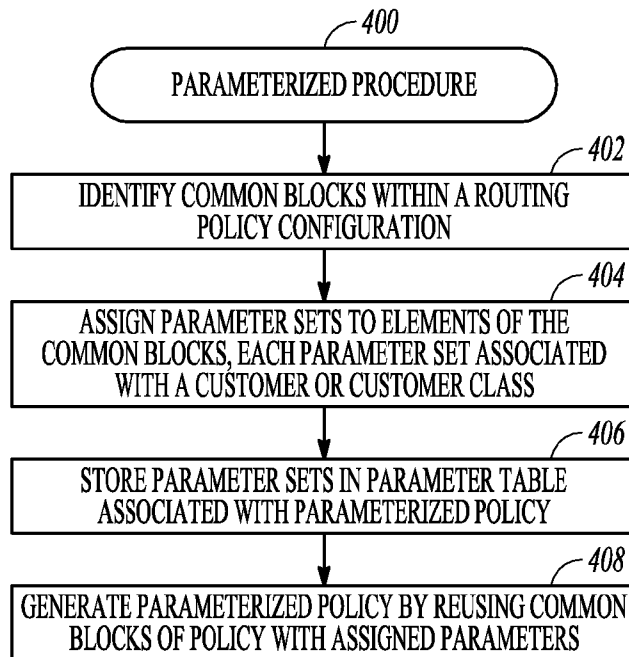 400
PARAMETERIZED PROCEDURE
402
IDENTIFY COMMON BLOCKS WITHIN A ROUTING
POLICY CONFIGURATION
404
ASSIGN PARAMETER SETS TO ELEMENTS OF THE
COMMON BLOCKS, EACH PARAMETER SET ASSOCIATED
WITH A CUSTOMER OR CUSTOMER CLASS
406
STORE PARAMETER SETS IN PARAMETER TABLE
ASSOCIATED WITH PARAMETERIZED POLICY
408
GENERATE PARAMETERIZED POLICY BY REUSING COMMON
BLOCKS OF POLICY WITH ASSIGNED PARAMETERS